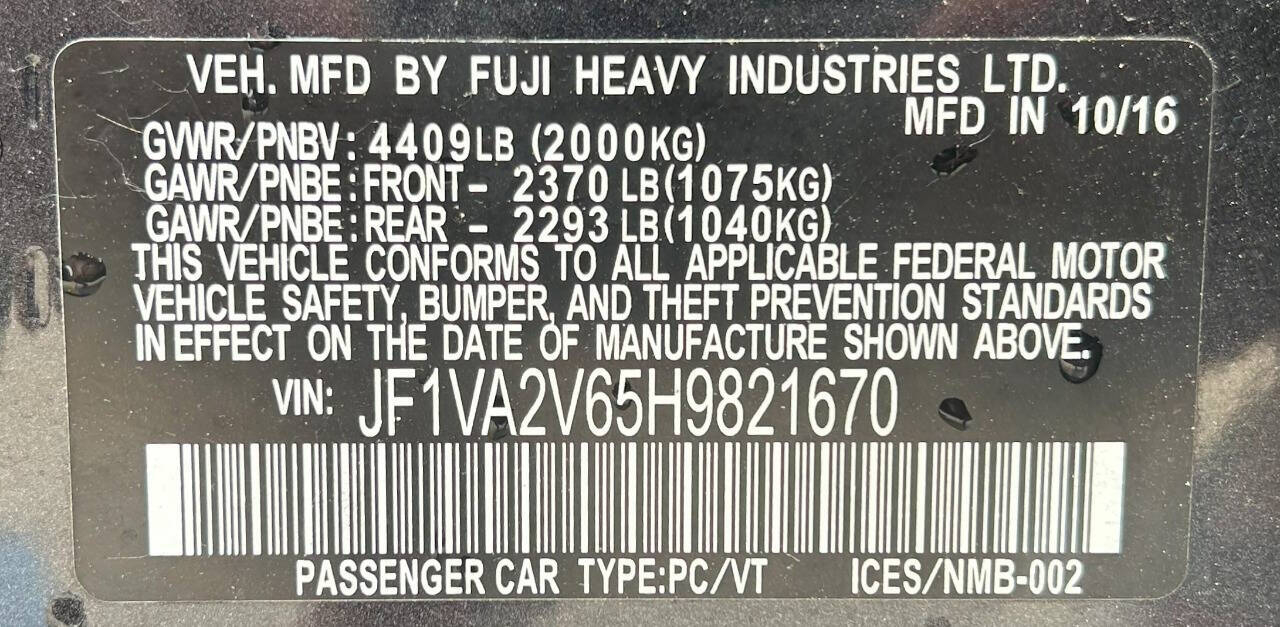 VEH. MFD BY FUJI HEAVY INDUSTRIES LTD.
MFD IN 10/16
GVWR/PNBV: 4409LB (2000KG)
GAWR/PNBE:FRONT- 2370 LB(1075KG)
GAWR/PNBE:REAR - 2293 LB(1040KG)
THIS VEHICLE CONFORMS TO ALL APPLICABLE FEDERAL MOTOR
VEHICLE SAFETY, BUMPER, AND THEFT PREVENTION STANDARDS
IN EFFECT ON THE DATE OF MANUFACTURE SHOWN ABOVE.
VIN: JF1VA2V65H9821670
PASSENGER CAR TYPE:PC/VT ICES/NMB-002